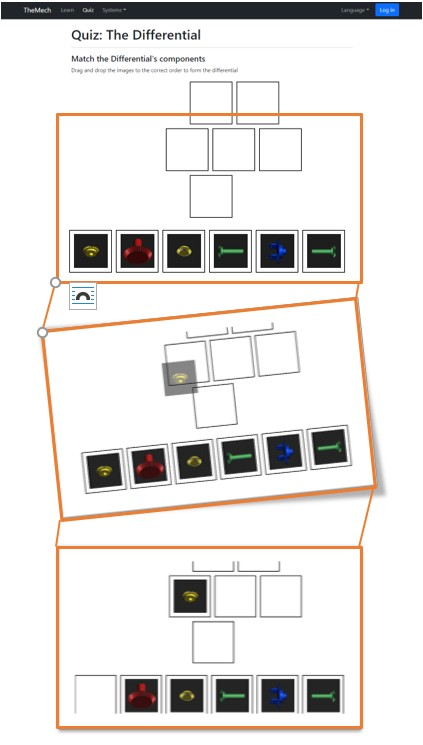 TheMech Learn Quiz Systems Language Log in
Quiz: The Differential
Match the Differential's components
Drag and drop the images to the correct order to form the differential